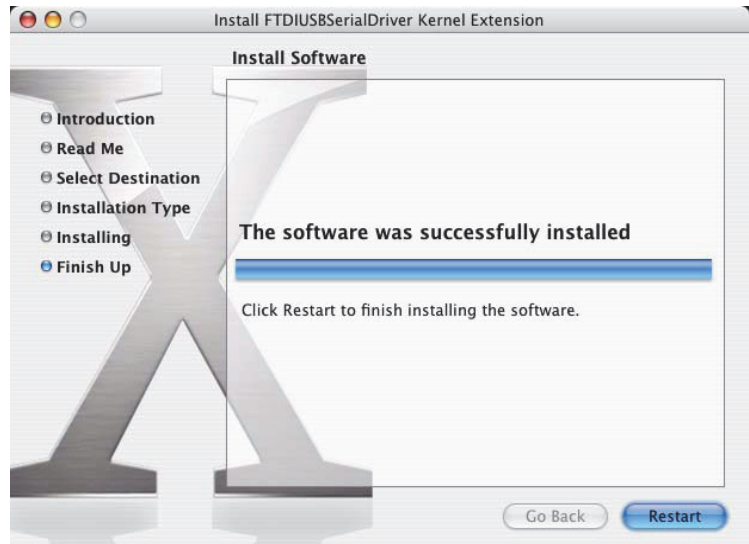 Install FTDIUSBSerialDriver Kernel Extension
Install Software
Introduction
Read Me
Select Destination
Installation Type
Installing
Finish Up
The software was successfully installed
Click Restart to finish installing the software.
Go Back
Restart